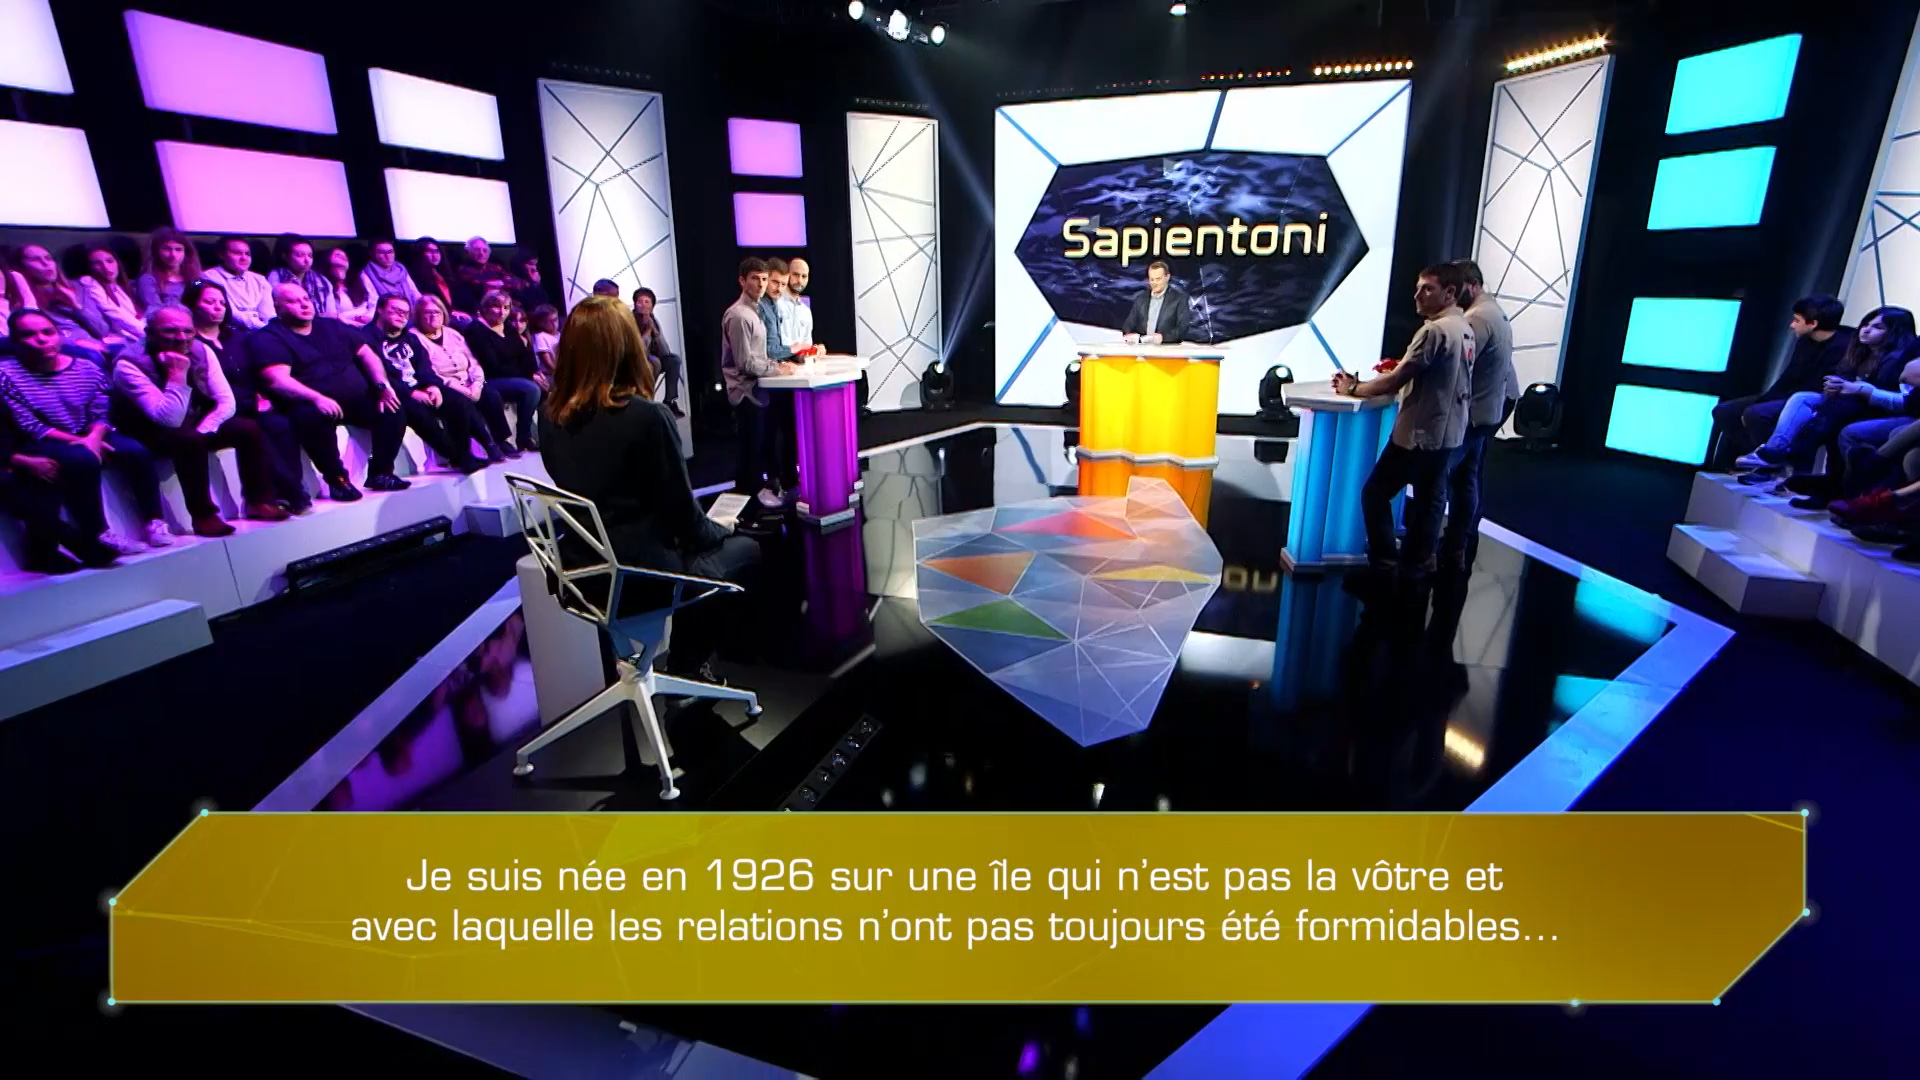 Sapientoni
Je suis née en 1926 sur une île qui n'est pas la vôtre et
avec laquelle les relations n'ont pas toujours été formidables...